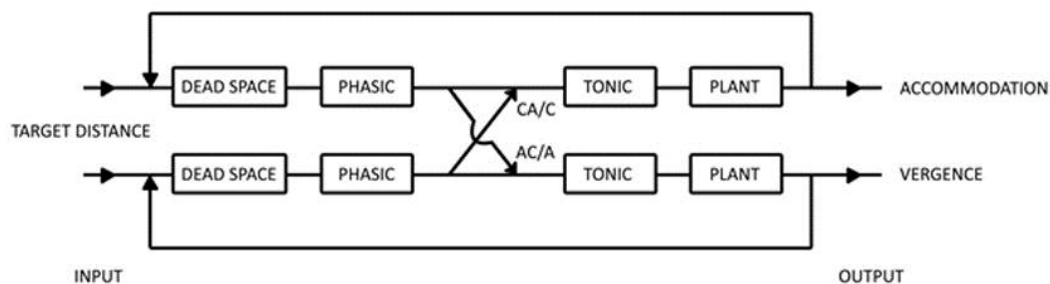 DEAD SPACE PHASIC TONIC PLANT ACCOMMODATION
CA/C
TARGET DISTANCE
AC/A
DEAD SPACE PHASIC TONIC PLANT VERGENCE
INPUT OUTPUT